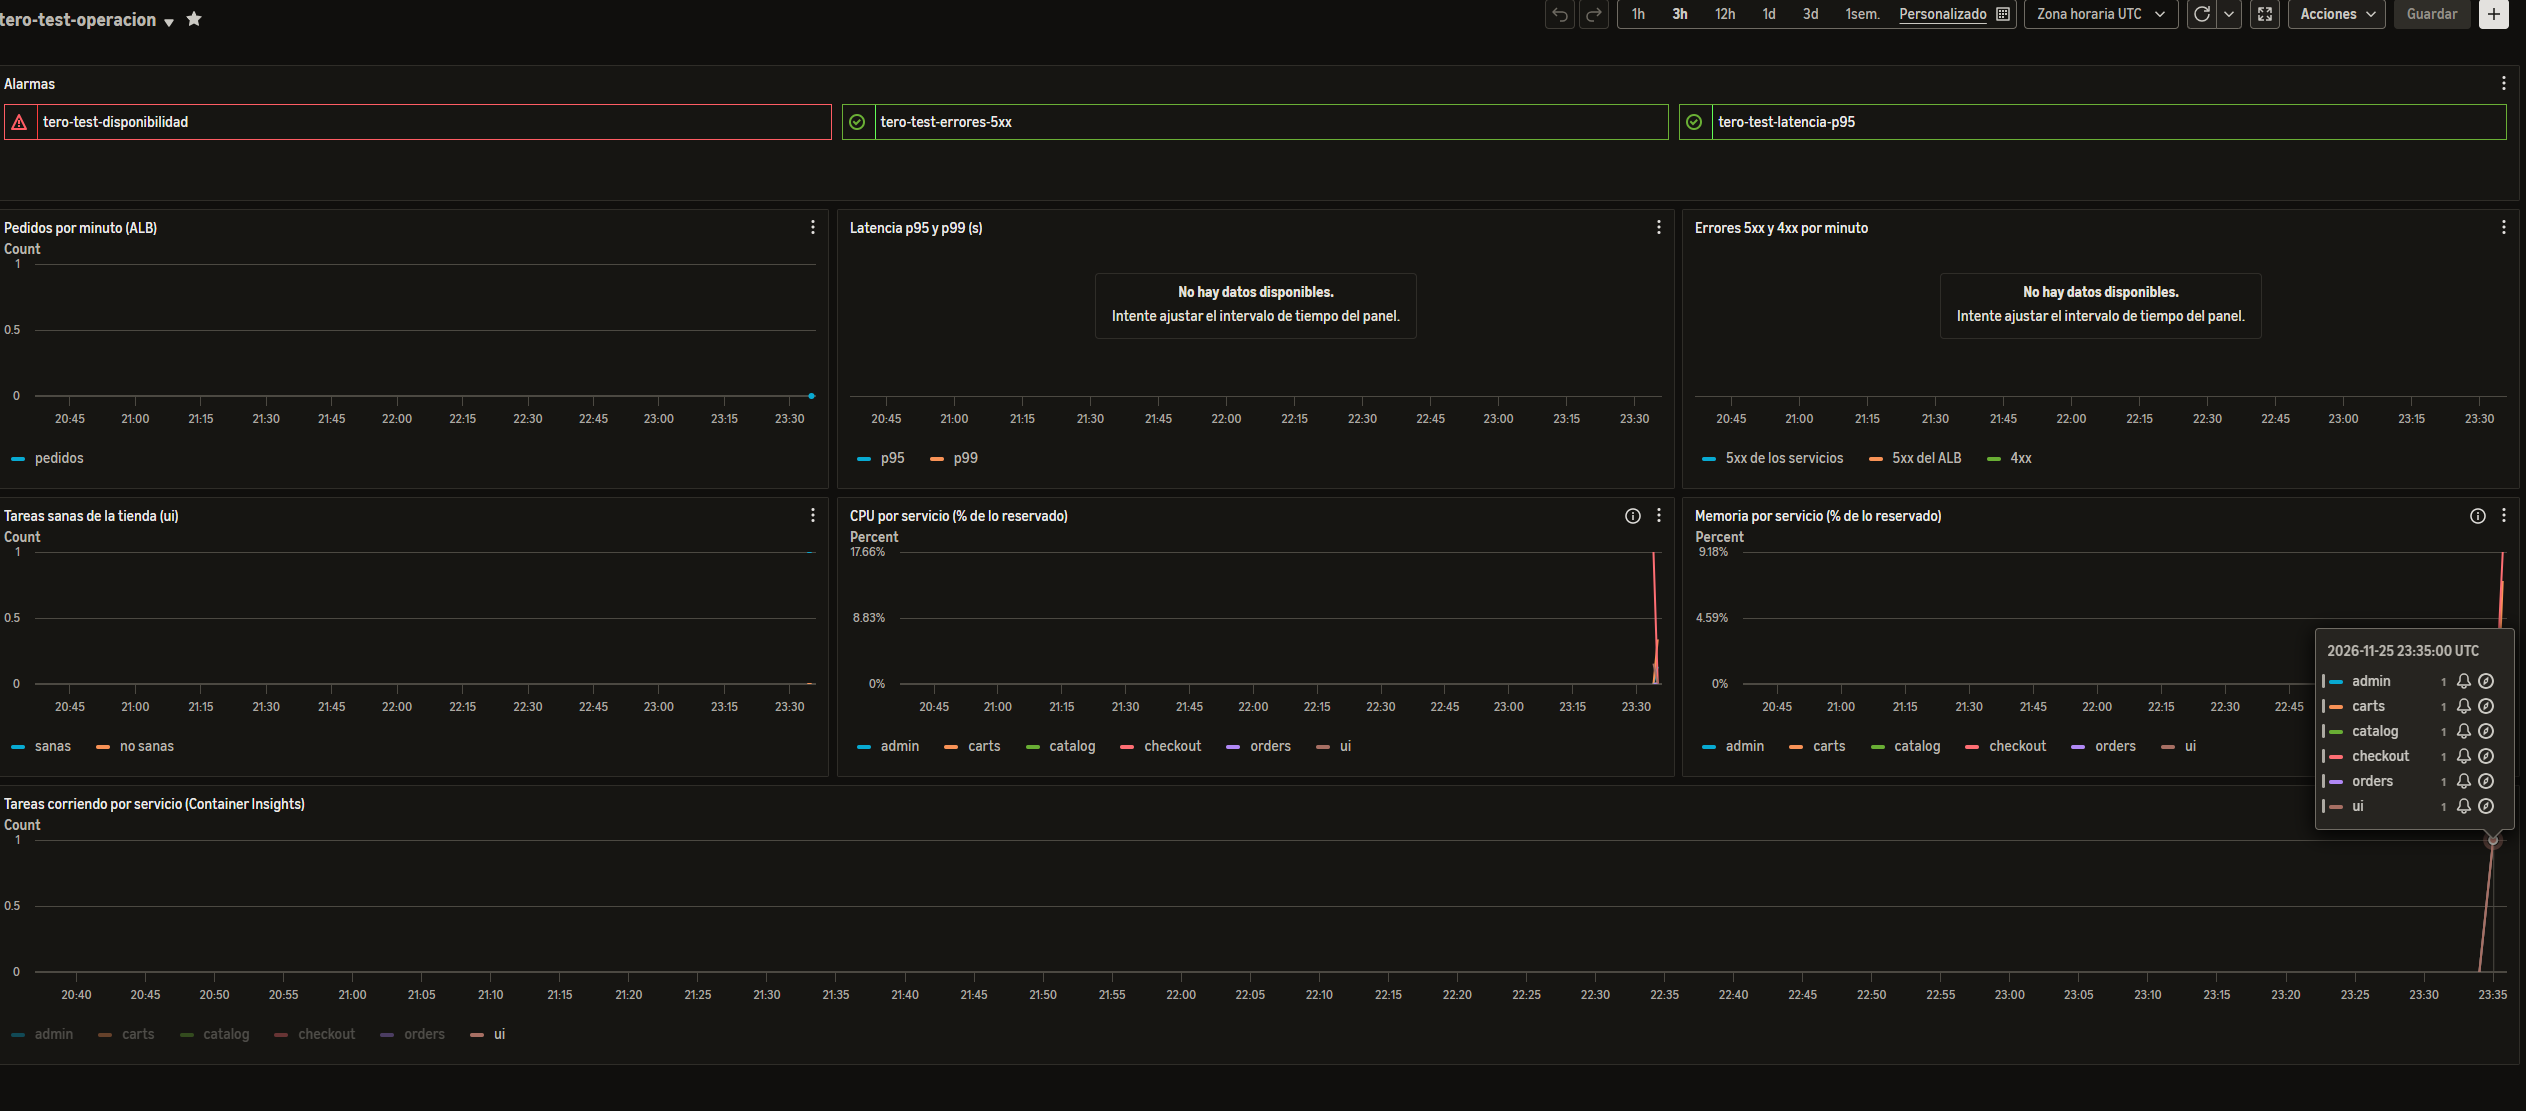 tero-test-operacion
1h 3h 12h 1d 3d 1sem. Personalizado Zona horaria UTC Acciones Guardar
Alarmas
tero-test-disponibilidad
tero-test-errores-5xx
tero-test-latencia-p95
Pedidos por minuto (ALB)
Count
1
0.5
0
20:45 21:00 21:15 21:30 21:45 22:00 22:15 22:30 22:45 23:00 23:15 23:30
pedidos
Latencia p95 y p99 (s)
No hay datos disponibles.
Intente ajustar el intervalo de tiempo del panel.
20:45 21:00 21:15 21:30 21:45 22:00 22:15 22:30 22:45 23:00 23:15 23:30
p95 p99
Errores 5xx y 4xx por minuto
No hay datos disponibles.
Intente ajustar el intervalo de tiempo del panel.
20:45 21:00 21:15 21:30 21:45 22:00 22:15 22:30 22:45 23:00 23:15 23:30
5xx de los servicios 5xx del ALB 4xx
Tareas sanas de la tienda (ui)
Count
1
0.5
0
20:45 21:00 21:15 21:30 21:45 22:00 22:15 22:30 22:45 23:00 23:15 23:30
sanas no sanas
CPU por servicio (% de lo reservado)
Percent
17.66%
8.83%
0%
20:45 21:00 21:15 21:30 21:45 22:00 22:15 22:30 22:45 23:00 23:15 23:30
admin carts catalog checkout orders ui
Memoria por servicio (% de lo reservado)
Percent
9.18%
4.59%
0%
20:45 21:00 21:15 21:30 21:45 22:00 22:15 22:30 22:45
admin carts catalog checkout orders ui
2026-11-25 23:35:00 UTC
admin 1
carts 1
catalog 1
checkout 1
orders 1
ui 1
Tareas corriendo por servicio (Container Insights)
Count
1
0.5
0
20:40 20:45 20:50 20:55 21:00 21:05 21:10 21:15 21:20 21:25 21:30 21:35 21:40 21:45 21:50 21:55 22:00 22:05 22:10 22:15 22:20 22:25 22:30 22:35 22:40 22:45 22:50 22:55 23:00 23:05 23:10 23:15 23:20 23:25 23:30 23:35
admin carts catalog checkout orders ui